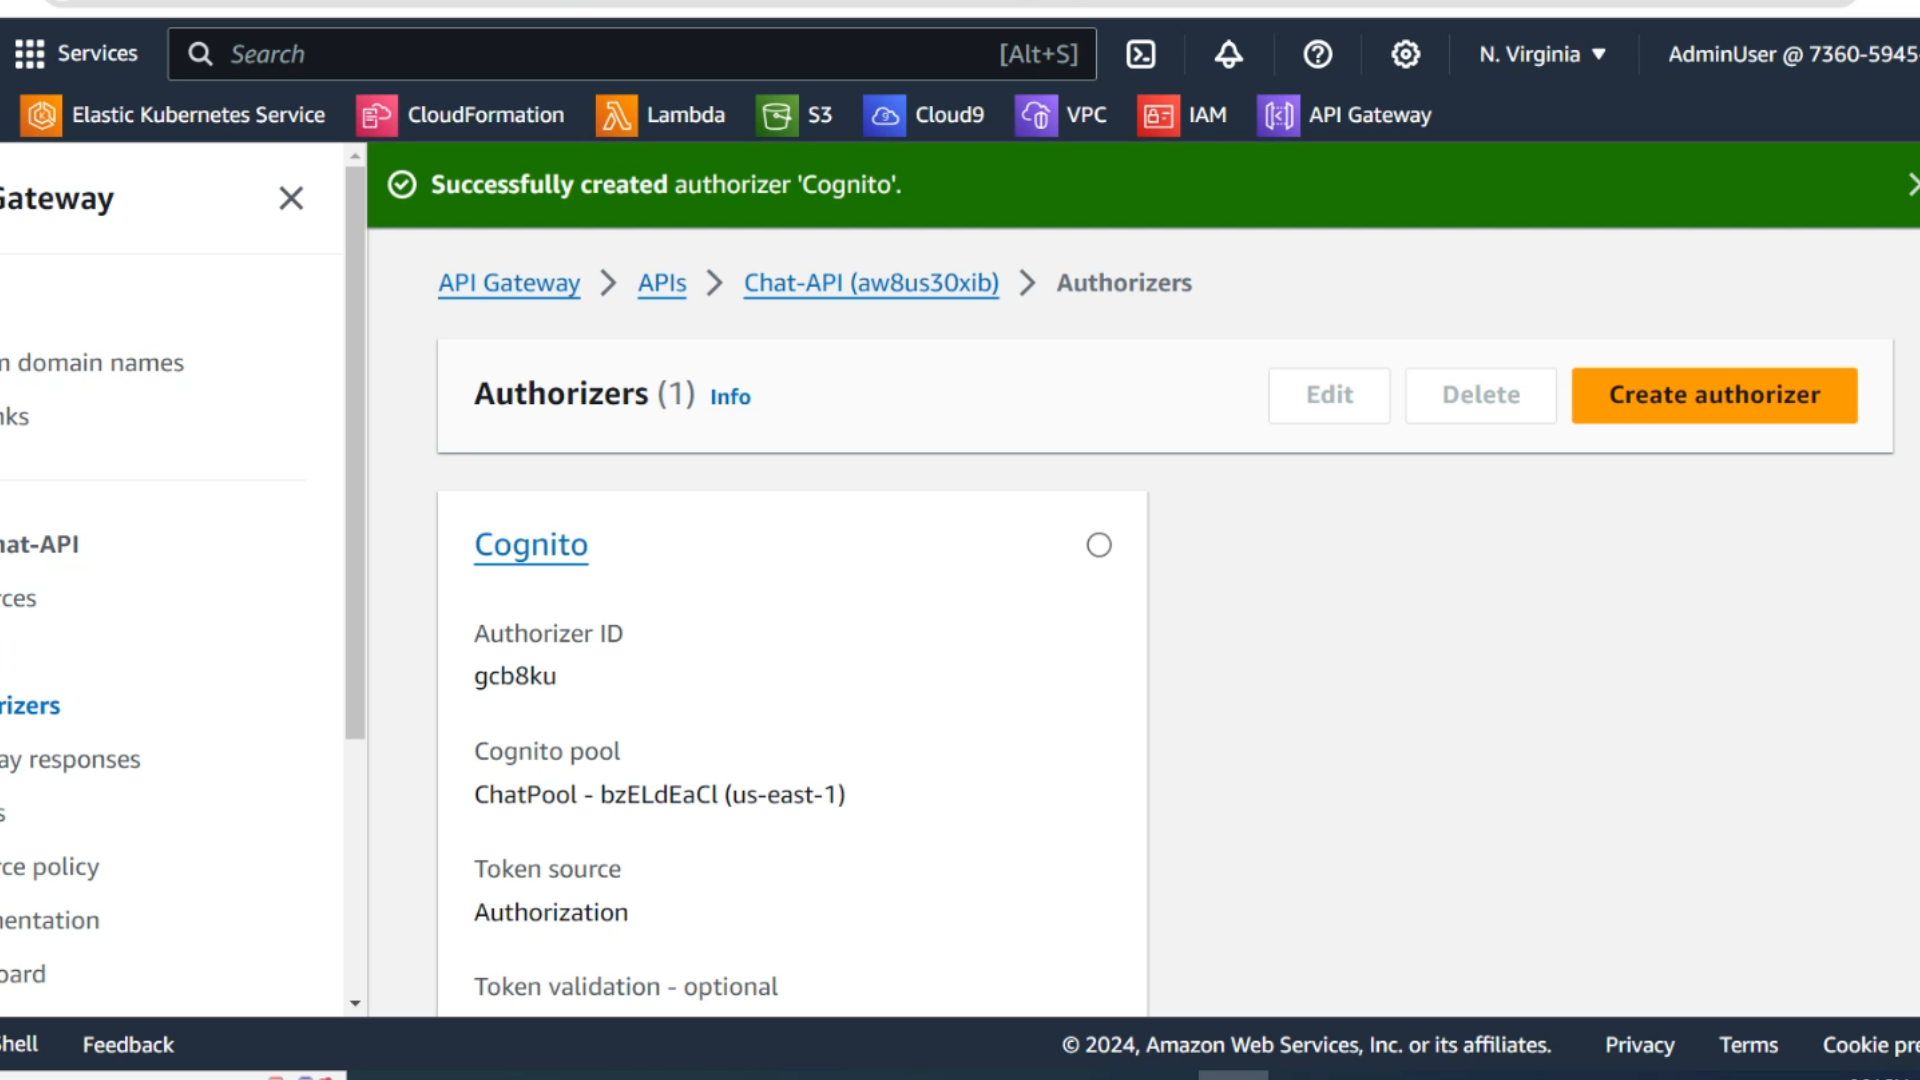 Services
Search [Alt+S]
N. Virginia ▼
AdminUser @ 7360-5945-
Elastic Kubernetes Service
CloudFormation
Lambda
S3
Cloud9
VPC
IAM
API Gateway
Gateway
Successfully created authorizer 'Cognito'.
API Gateway > APIs > Chat-API (aw8us30xib) > Authorizers
m domain names
nks
Authorizers (1) Info
Edit
Delete
Create authorizer
hat-API
rces
rizers
ay responses
s
rce policy
nentation
oard
Cognito
Authorizer ID
gcb8ku
Cognito pool
ChatPool - bzELdEaCl (us-east-1)
Token source
Authorization
Token validation - optional
Shell
Feedback
© 2024, Amazon Web Services, Inc. or its affiliates.
Privacy
Terms
Cookie pre